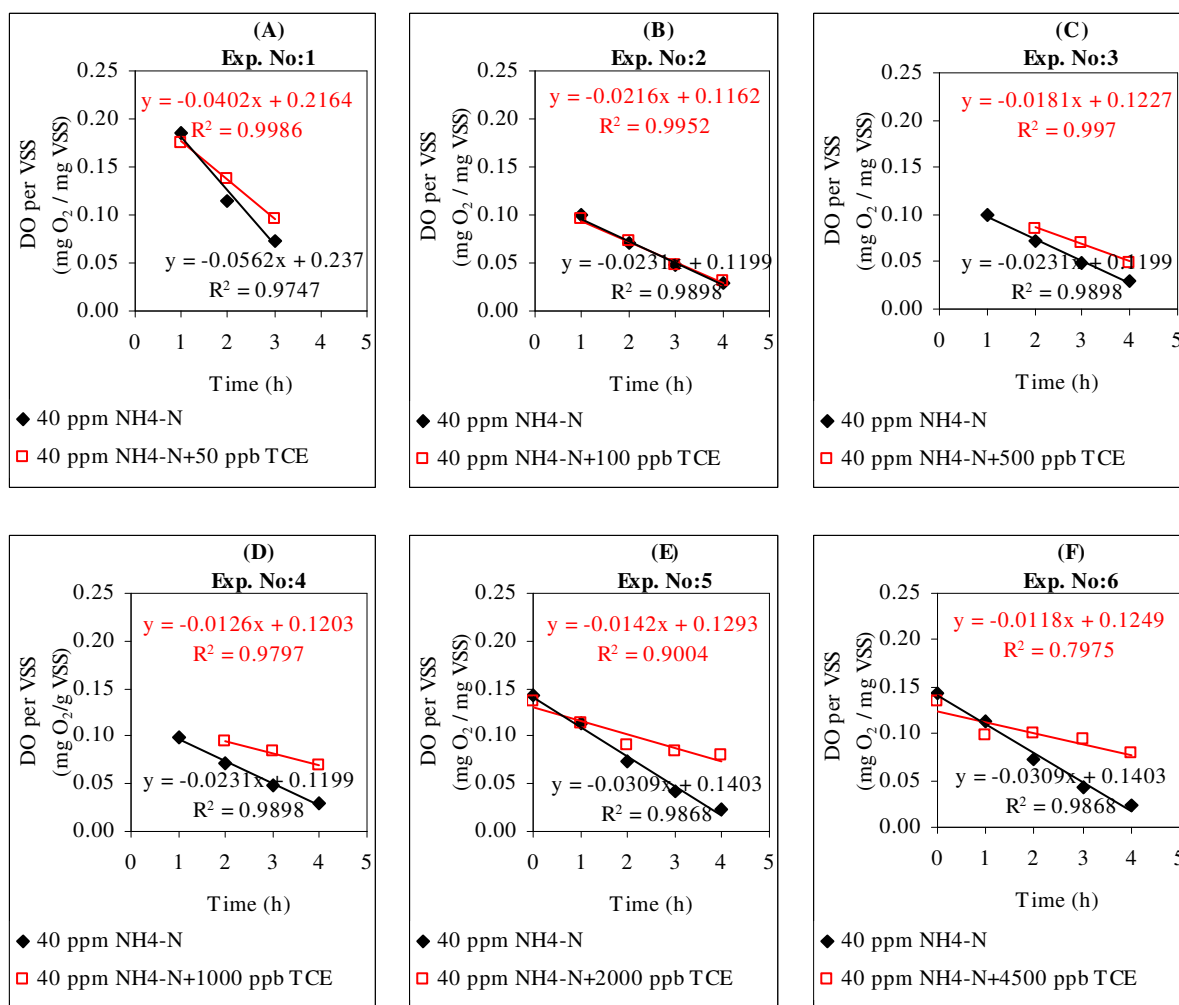 (A)
Exp. No:1
0.25
0.20
0.15
0.10
0.05
0.00
DO per VSS
(mg O2 / mg VSS)
y = -0.0402x + 0.2164
R² = 0.9986
y = -0.0562x + 0.237
R² = 0.9747
0 1 2 3 4 5
Time (h)
40 ppm NH4-N
40 ppm NH4-N+50 ppb TCE
(B)
Exp. No:2
0.25
0.20
0.15
0.10
0.05
0.00
DO per VSS
(mg O2 / mg VSS)
y = -0.0216x + 0.1162
R² = 0.9952
y = -0.0231x + 0.1199
R² = 0.9898
0 1 2 3 4 5
Time (h)
40 ppm NH4-N
40 ppm NH4-N+100 ppb TCE
(C)
Exp. No:3
0.25
0.20
0.15
0.10
0.05
0.00
DO per VSS
(mg O2 / mg VSS)
y = -0.0181x + 0.1227
R² = 0.997
y = -0.0231x + 0.1199
R² = 0.9898
0 1 2 3 4 5
Time (h)
40 ppm NH4-N
40 ppm NH4-N+500 ppb TCE
(D)
Exp. No:4
0.25
0.20
0.15
0.10
0.05
0.00
DO per VSS
(mg O2/g VSS)
y = -0.0126x + 0.1203
R² = 0.9797
y = -0.0231x + 0.1199
R² = 0.9898
0 1 2 3 4 5
Time (h)
40 ppm NH4-N
40 ppm NH4-N+1000 ppb TCE
(E)
Exp. No:5
0.25
0.20
0.15
0.10
0.05
0.00
DO per VSS
(mg O2 / mg VSS)
y = -0.0142x + 0.1293
R² = 0.9004
y = -0.0309x + 0.1403
R² = 0.9868
0 1 2 3 4 5
Time (h)
40 ppm NH4-N
40 ppm NH4-N+2000 ppb TCE
(F)
Exp. No:6
0.25
0.20
0.15
0.10
0.05
0.00
DO per VSS
(mg O2 / mg VSS)
y = -0.0118x + 0.1249
R² = 0.7975
y = -0.0309x + 0.1403
R² = 0.9868
0 1 2 3 4 5
Time (h)
40 ppm NH4-N
40 ppm NH4-N+4500 ppb TCE